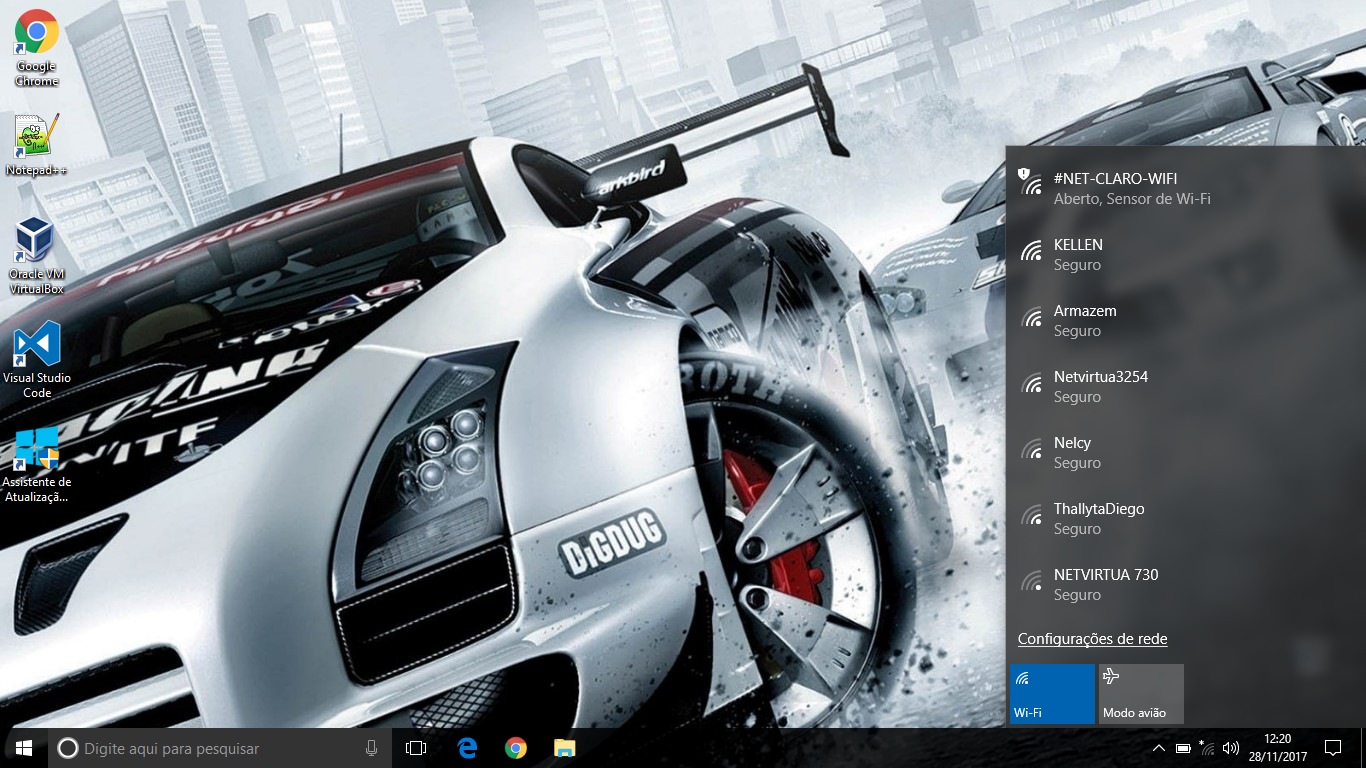 Google
Chrome
Notepad++
Oracle VM
VirtualBox
Visual Studio
Code
Assistente de
Atualizaçã...
arkbird
DiGDUG
#NET-CLARO-WIFI
Aberto, Sensor de Wi-Fi
KELLEN
Seguro
Armazem
Seguro
Netvirtua3254
Seguro
Nelcy
Seguro
ThallytaDiego
Seguro
NETVIRTUA 730
Seguro
Configurações de rede
Wi-Fi
Modo avião
Digite aqui para pesquisar
12:20
28/11/2017